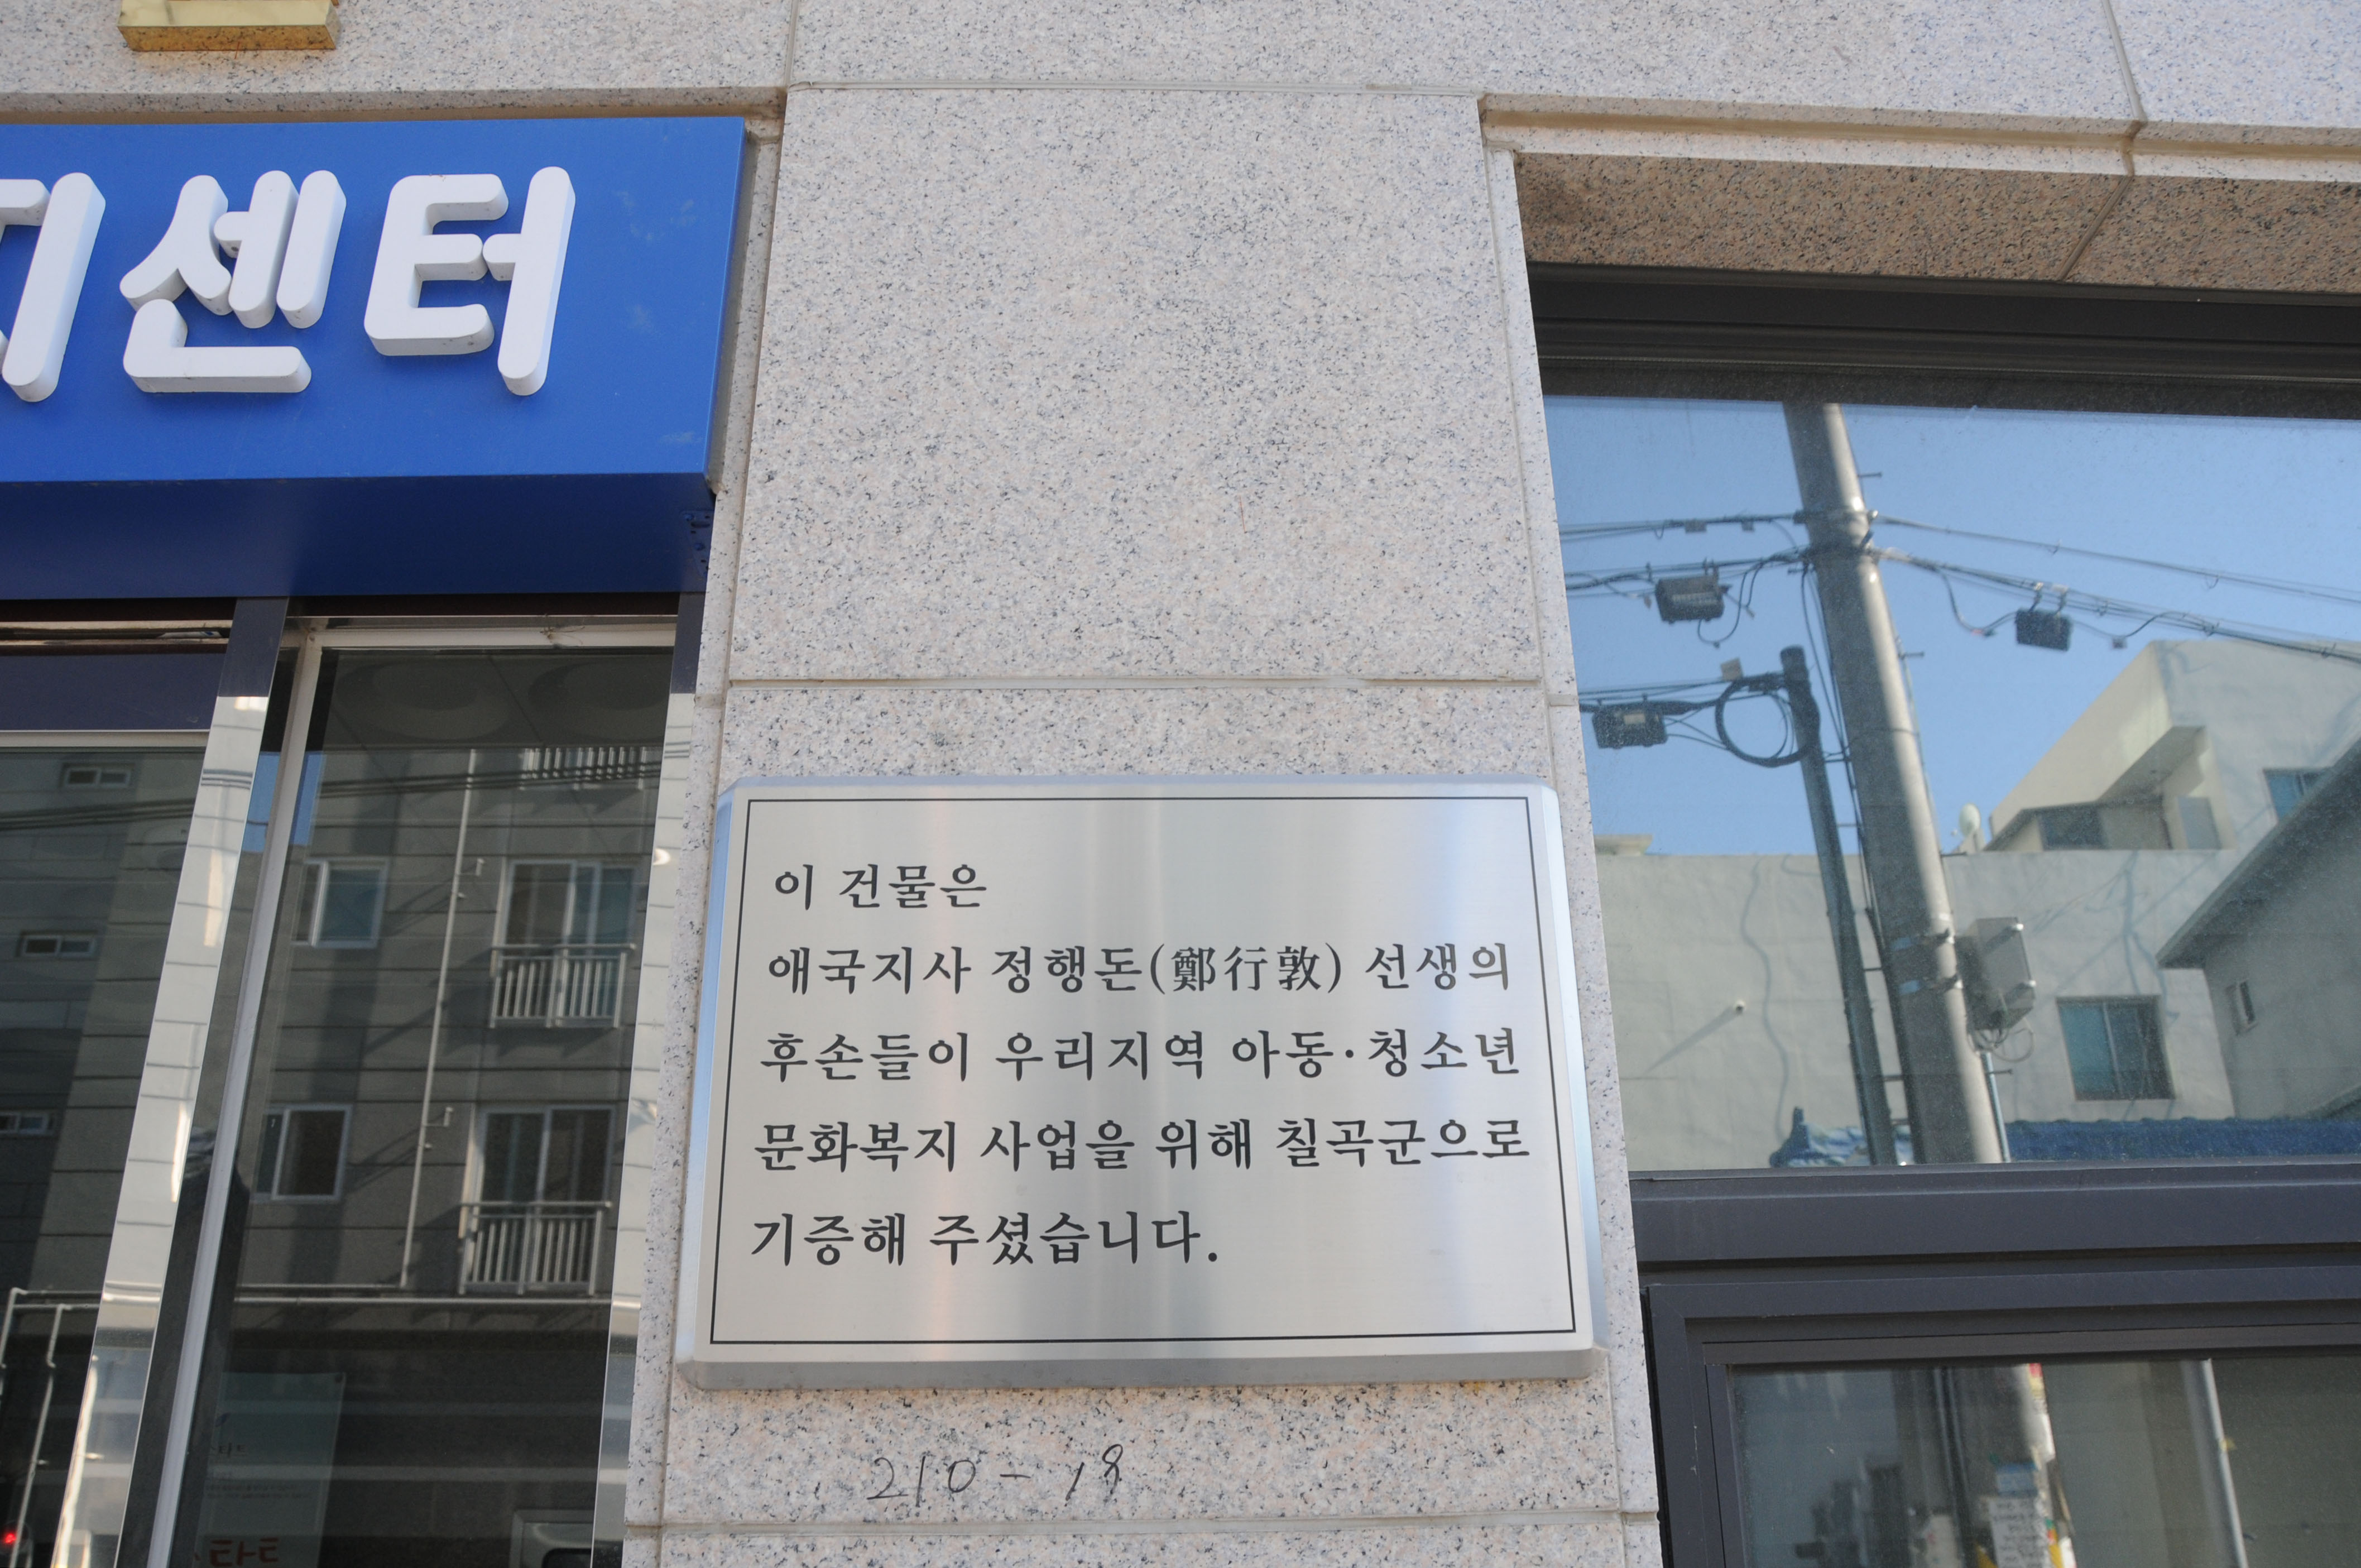 지센터
이 건물은
애국지사 정행돈(鄭行敦) 선생의
후손들이 우리지역 아동·청소년
문화복지 사업을 위해 칠곡군으로
기증해 주셨습니다.
210-18